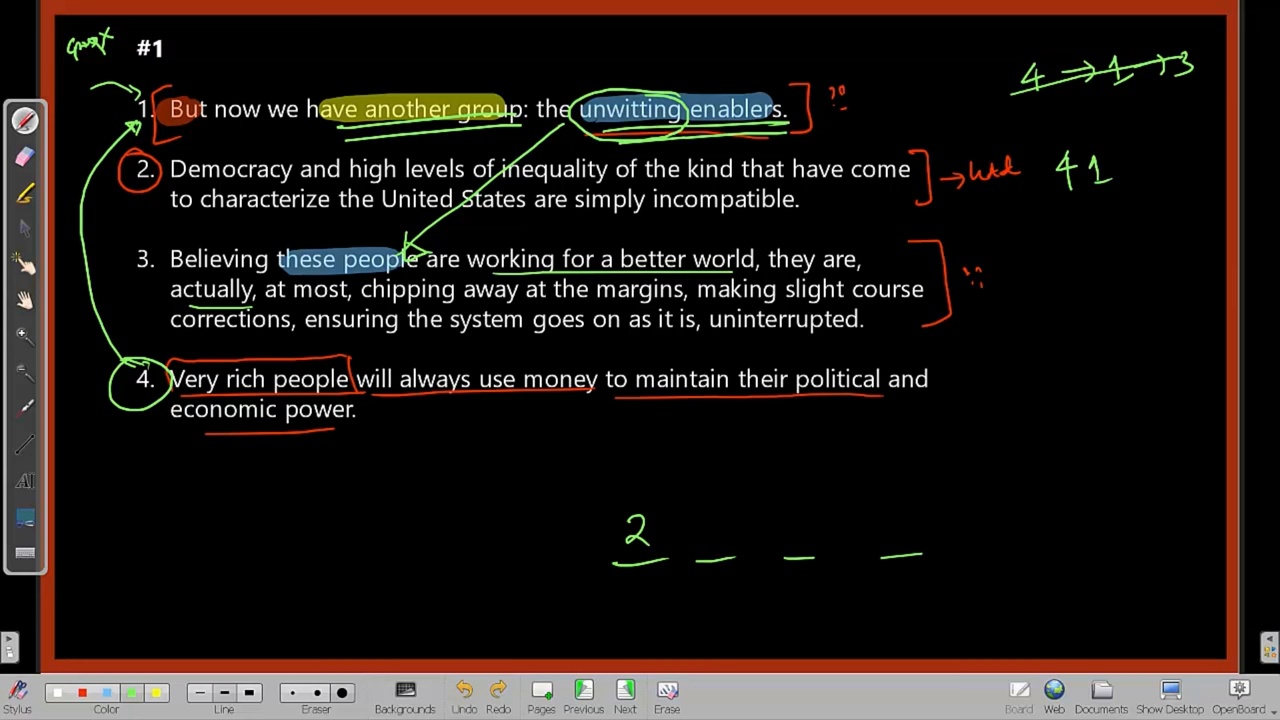 #1
4 → 1 → 3
1. But now we have another group: the unwitting enablers.
2. Democracy and high levels of inequality of the kind that have come
to characterize the United States are simply incompatible.
4 1
3. Believing these people are working for a better world, they are,
actually, at most, chipping away at the margins, making slight course
corrections, ensuring the system goes on as it is, uninterrupted.
4. Very rich people will always use money to maintain their political and
economic power.
2
Stylus
Color
Line
Eraser
Backgrounds
Undo
Redo
Pages
Previous
Next
Erase
Board
Web
Documents
Show Desktop
OpenBoard